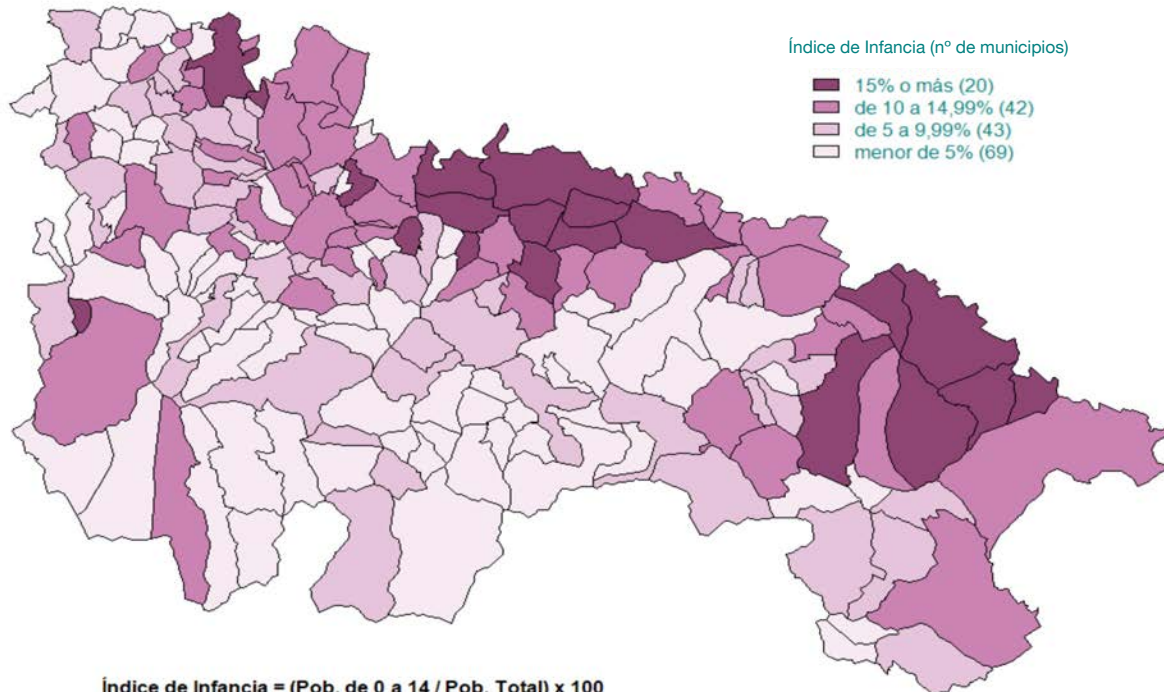 Índice de Infancia (nº de municipios)
15% o más (20)
de 10 a 14,99% (42)
de 5 a 9,99% (43)
menor de 5% (69)
Índice de Infancia = (Pob. de 0 a 14 / Pob. Total) x 100